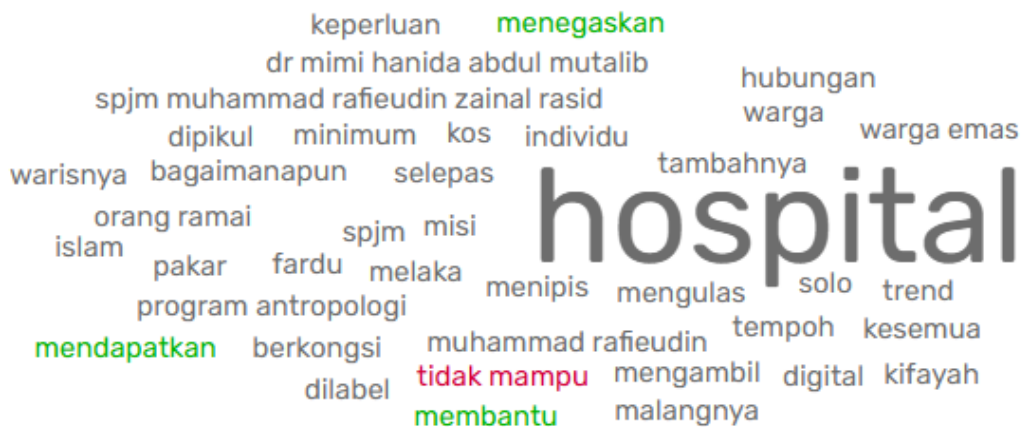 keperluan menegaskan
dr mimi hanida abdul mutalib
hubungan
spjm muhammad rafieudin zainal rasid
warga
dipikul minimum kos individu
warga emas
warisnya bagaimanapun selepas
tambahnya
hospital
orang ramai
spjm misi
islam
pakar fardu melaka
menipis mengulas solo trend
program antropologi
mendapatkan berkongsi muhammad rafieudin tempoh kesemua
dilabel tidak mampu mengambil digital kifayah
membantu malangnya